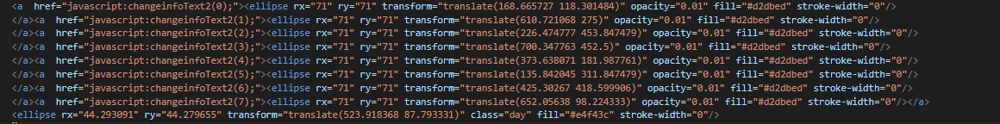 <a  href="javascript:changeinfoText2(0);"><ellipse rx="71" ry="71" transform="translate(168.665727 118.301484)" opacity="0.01" fill="#d2dbed" stroke-width="0"/>
</a><a  href="javascript:changeinfoText2(1);"><ellipse rx="71" ry="71" transform="translate(610.721068 275)" opacity="0.01" fill="#d2dbed" stroke-width="0"/>
</a><a  href="javascript:changeinfoText2(2);"><ellipse rx="71" ry="71" transform="translate(226.474777 453.847479)" opacity="0.01" fill="#d2dbed" stroke-width="0"/>
</a><a  href="javascript:changeinfoText2(3);"><ellipse rx="71" ry="71" transform="translate(700.347763 452.5)" opacity="0.01" fill="#d2dbed" stroke-width="0"/>
</a><a  href="javascript:changeinfoText2(4);"><ellipse rx="71" ry="71" transform="translate(373.638071 181.987761)" opacity="0.01" fill="#d2dbed" stroke-width="0"/>
</a><a  href="javascript:changeinfoText2(5);"><ellipse rx="71" ry="71" transform="translate(135.842045 311.847479)" opacity="0.01" fill="#d2dbed" stroke-width="0"/>
</a><a  href="javascript:changeinfoText2(6);"><ellipse rx="71" ry="71" transform="translate(425.30267 418.599906)" opacity="0.01" fill="#d2dbed" stroke-width="0"/>
</a><a  href="javascript:changeinfoText2(7);"><ellipse rx="71" ry="71" transform="translate(652.05638 98.224333)" opacity="0.01" fill="#d2dbed" stroke-width="0"/></a>
<ellipse rx="44.293091" ry="44.279655" transform="translate(523.918368 87.793331)" class="day" fill="#e4f43c" stroke-width="0"/>